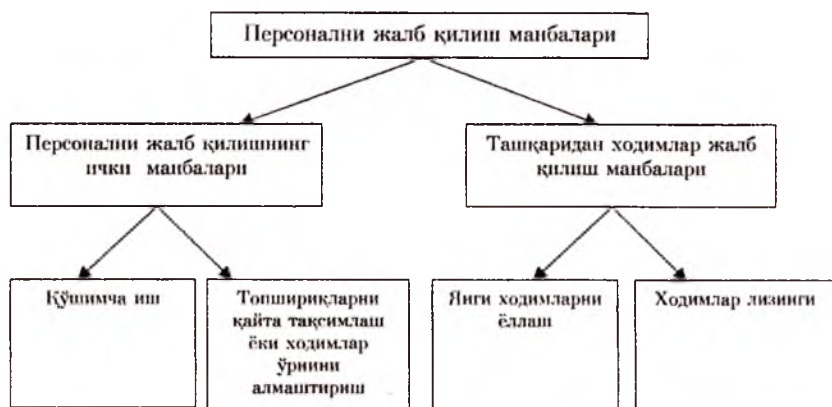 Персонални жалб қилиш манбалари
Персонални жалб қилишнинг
ички манбалари
Ташқаридан ходимлар жалб
қилиш манбалари
Қўшимча иш
Топшириқларни
қайта тақсимлаш
ёки ходимлар
ўрнини
алмаштириш
Янги ходимларни
ёллаш
Ходимлар лизинги